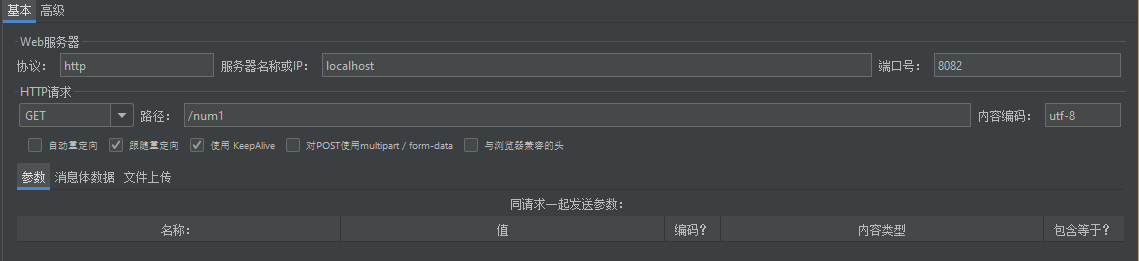 基本 高级
Web服务器
协议： http 服务器名称或IP： localhost 端口号： 8082
HTTP请求
GET 路径： /num1 内容编码： utf-8
自动重定向 跟随重定向 使用 KeepAlive 对POST使用multipart / form-data 与浏览器兼容的头
参数 消息体数据 文件上传
同请求一起发送参数：
名称： 值 编码？ 内容类型 包含等于？